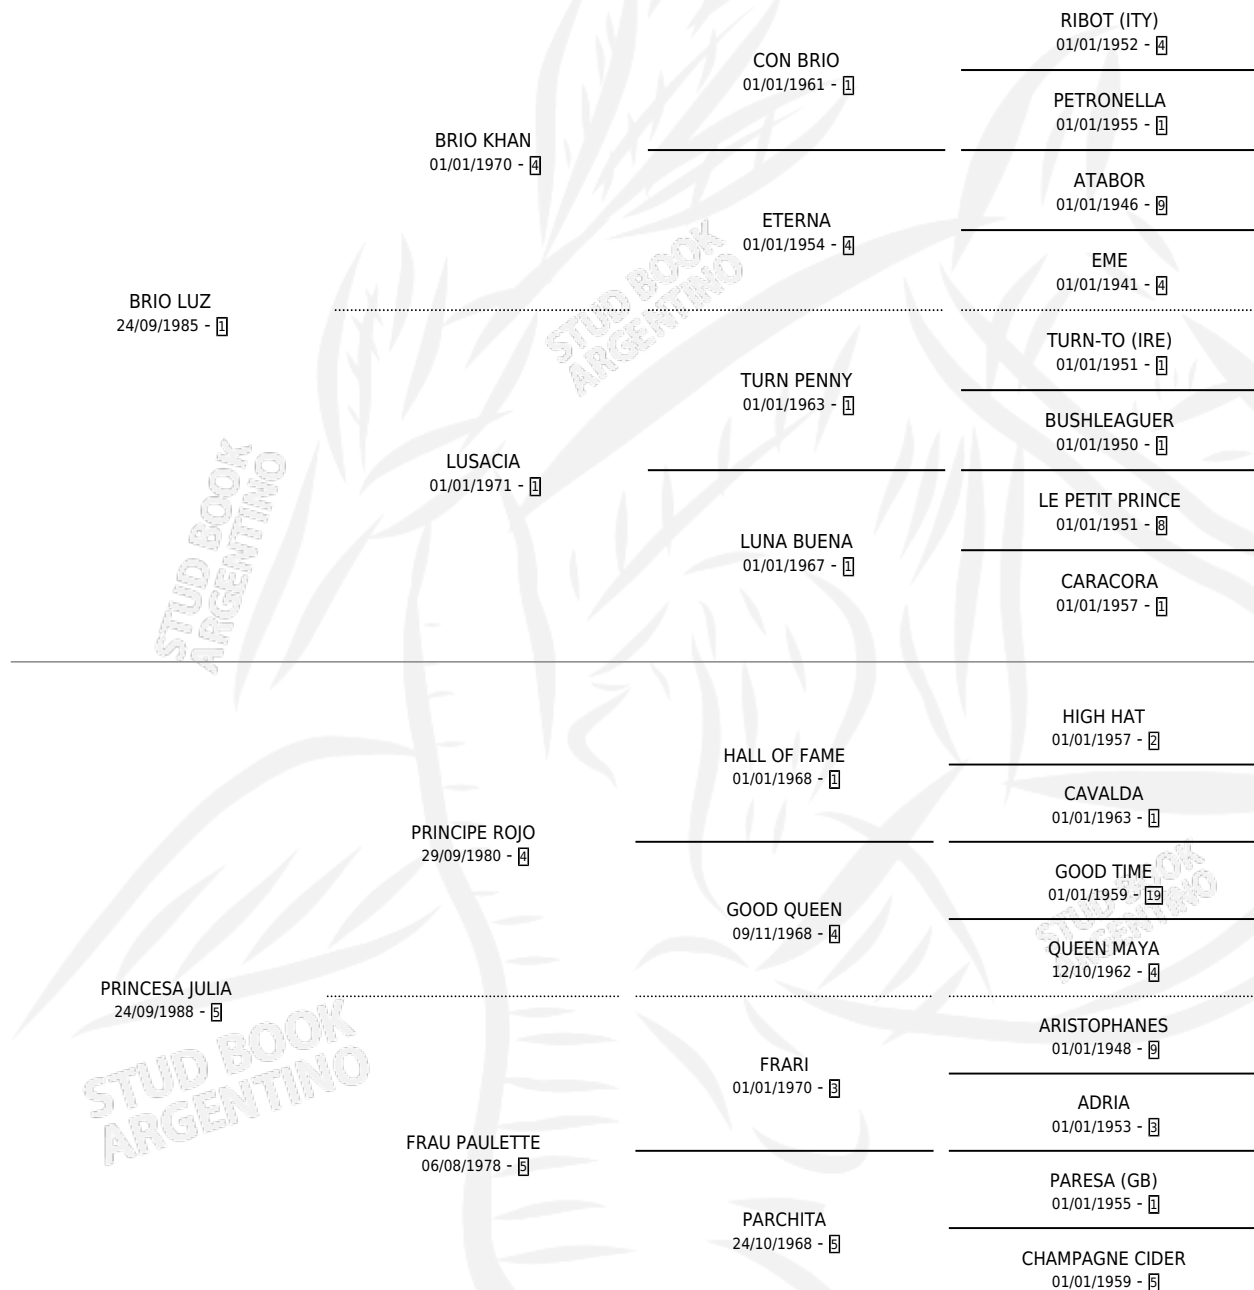 RIBOT (ITY)
01/01/1952 - 4
CON BRIO
01/01/1961 - 1
PETRONELLA
01/01/1955 - 1
BRIO KHAN
01/01/1970 - 4
ATABOR
01/01/1946 - 9
ETERNA
01/01/1954 - 4
EME
01/01/1941 - 4
BRIO LUZ
24/09/1985 - 1
STUD BOOK
ARGENTINO
TURN-TO (IRE)
01/01/1951 - 1
TURN PENNY
01/01/1963 - 1
BUSHLEAGUER
01/01/1950 - 1
LUSACIA
01/01/1971 - 1
LE PETIT PRINCE
01/01/1951 - 8
LUNA BUENA
01/01/1967 - 1
CARACORA
01/01/1957 - 1
STUD BOOK
ARGENTINO
HIGH HAT
01/01/1957 - 2
HALL OF FAME
01/01/1968 - 1
CAVALDA
01/01/1963 - 1
PRINCIPE ROJO
29/09/1980 - 4
GOOD TIME
01/01/1959 - 19
GOOD QUEEN
09/11/1968 - 4
STUD BOOK
ARGENTINO
QUEEN MAYA
12/10/1962 - 4
PRINCESA JULIA
24/09/1988 - 5
STUD BOOK
ARGENTINO
ARISTOPHANES
01/01/1948 - 9
FRARI
01/01/1970 - 3
ADRIA
01/01/1953 - 3
FRAU PAULETTE
06/08/1978 - 5
PARESA (GB)
01/01/1955 - 1
PARCHITA
24/10/1968 - 5
CHAMPAGNE CIDER
01/01/1959 - 5